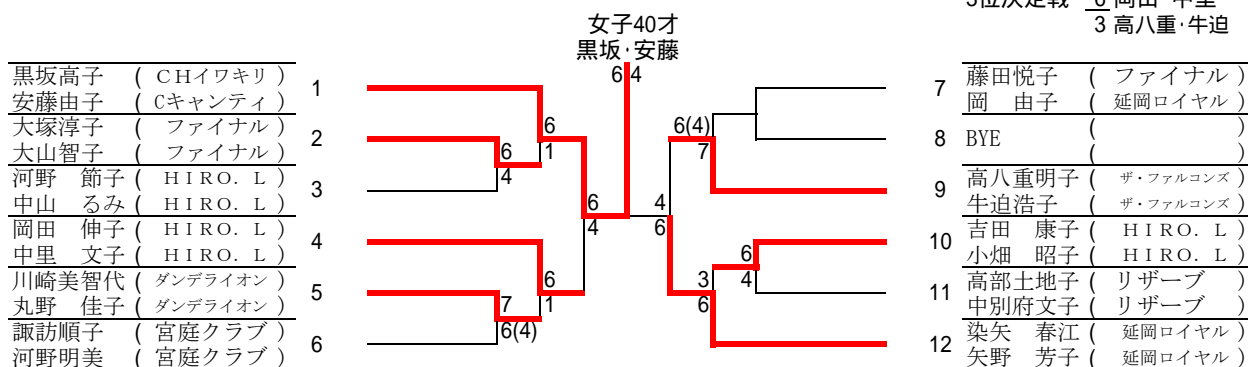 3位決定戦 6 岡田・中里
3 高八重・牛迫
女子40才
黒坂・安藤
6 4
黒坂高子 ( CHイワキリ )
安藤由子 ( Cキャンティ )
1
大塚淳子 ( ファイナル )
大山智子 ( ファイナル )
2
河野 節子 ( HIRO. L )
中山 るみ ( HIRO. L )
3
岡田 伸子 ( HIRO. L )
中里 文子 ( HIRO. L )
4
川崎美智代 ( ダンデライオン )
丸野 佳子 ( ダンデライオン )
5
諏訪順子 ( 宮庭クラブ )
河野明美 ( 宮庭クラブ )
6
6
4
6
1
7
6(4)
6
1
6
4
4
6
6(4)
7
6
4
3
6
7
藤田悦子 ( ファイナル )
岡 由子 ( 延岡ロイヤル )
8
BYE ( )
( )
9
高八重明子 ( ザ・ファルコンズ )
牛迫浩子 ( ザ・ファルコンズ )
10
吉田 康子 ( HIRO. L )
小畑 昭子 ( HIRO. L )
11
高部土地子 ( リザーブ )
中別府文子 ( リザーブ )
12
染矢 春江 ( 延岡ロイヤル )
矢野 芳子 ( 延岡ロイヤル )